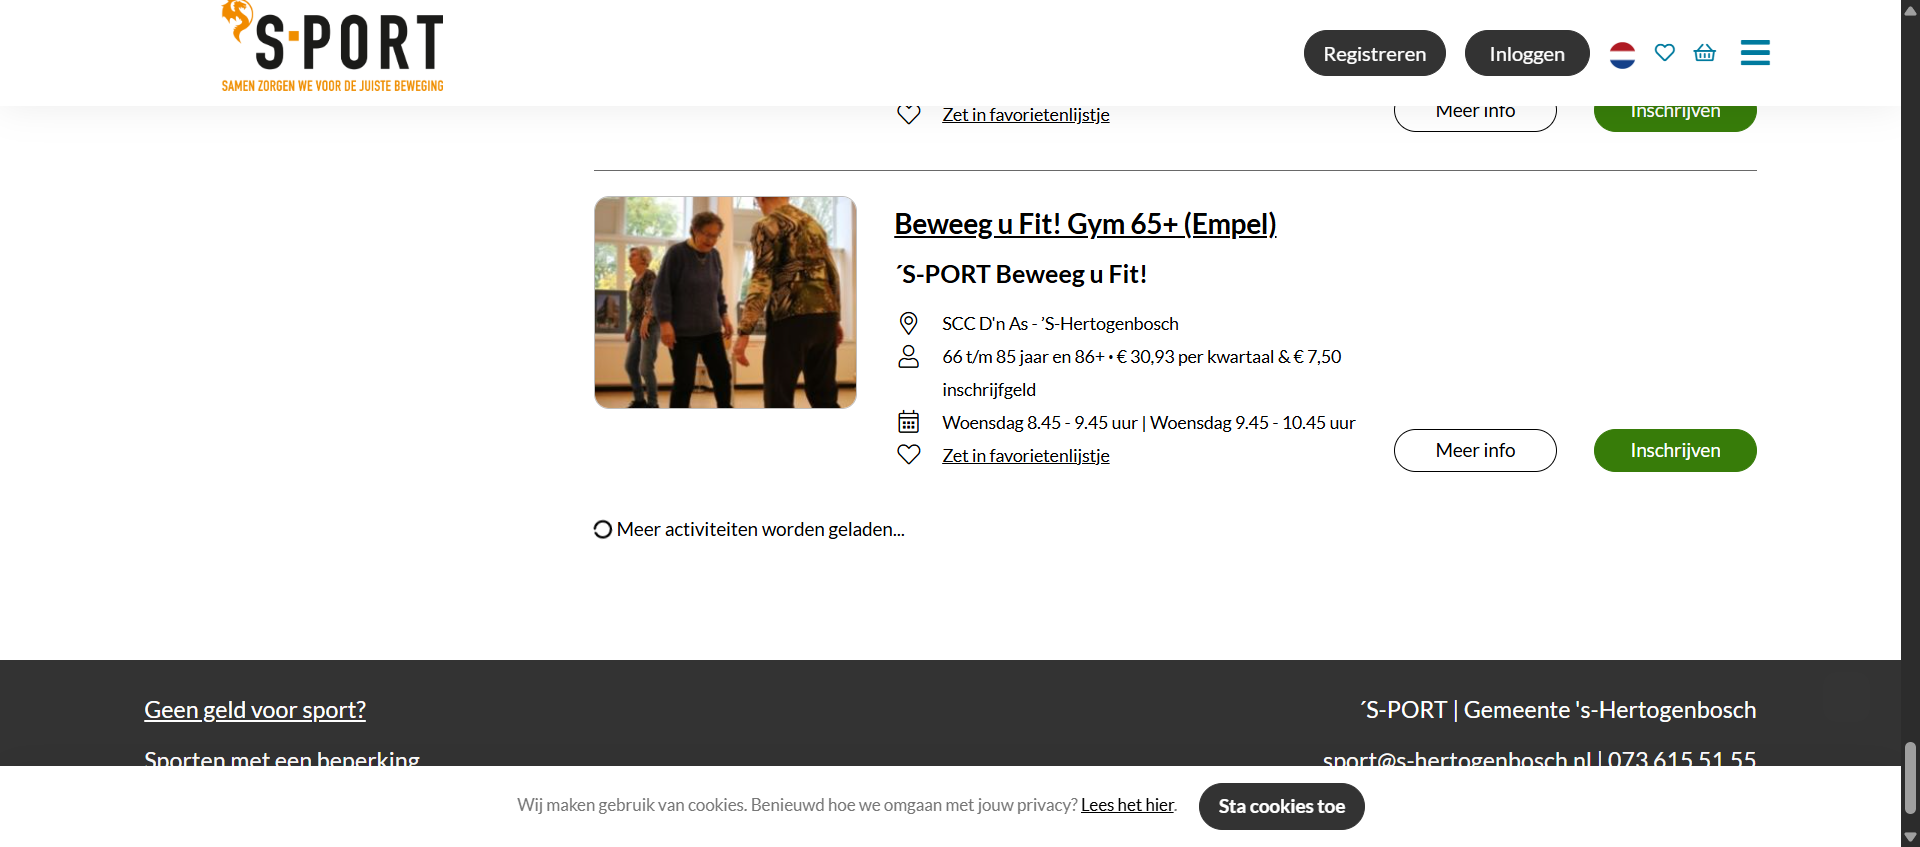 'S-PORT
SAMEN ZORGEN WE VOOR DE JUISTE BEWEGING
Registreren
Inloggen
Zet in favorietenlijstje
Meer info
Inschrijven
Beweeg u Fit! Gym 65+ (Empel)
´S-PORT Beweeg u Fit!
SCC D'n As - ’S-Hertogenbosch
66 t/m 85 jaar en 86+ • € 30,93 per kwartaal & € 7,50
inschrijfgeld
Woensdag 8.45 - 9.45 uur | Woensdag 9.45 - 10.45 uur
Zet in favorietenlijstje
Meer info
Inschrijven
Meer activiteiten worden geladen...
Geen geld voor sport?
´S-PORT | Gemeente 's-Hertogenbosch
Sporten met een beperking
sport@s-hertogenbosch.nl | 073 615 51 55
Wij maken gebruik van cookies. Benieuwd hoe we omgaan met jouw privacy? Lees het hier.
Sta cookies toe